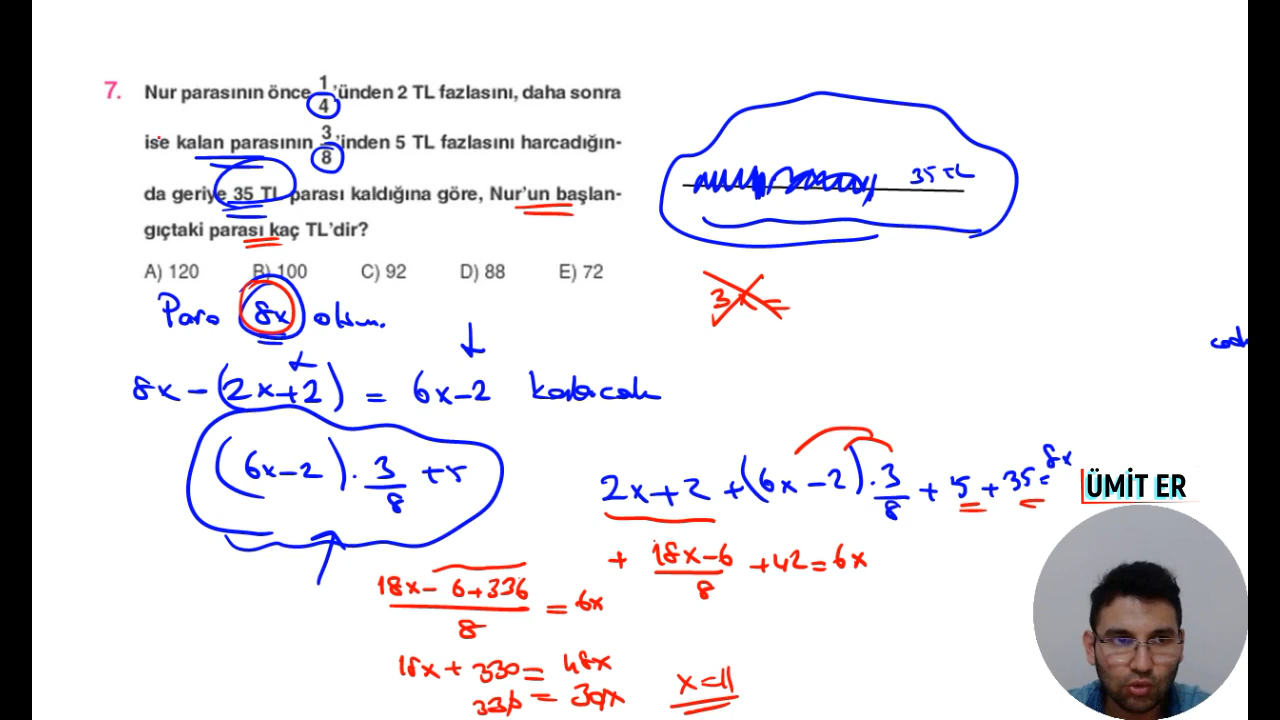 7. Nur parasının önce 1/4'ünden 2 TL fazlasını, daha sonra
ise kalan parasının 3/8'inden 5 TL fazlasını harcadığın-
da geriye 35 TL parası kaldığına göre, Nur'un başlan-
gıçtaki parası kaç TL'dir?
A) 120 B) 100 C) 92 D) 88 E) 72
35 TL
Para 8x olsun.
8x - (2x+2) = 6x-2 kalacak
(6x-2) . 3/8 + 5
2x+2 + (6x-2) . 3/8 + 5 + 35 = 8x
ÜMİT ER
+ 18x-6/8 + 42 = 6x
18x - 6 + 336/8 = 6x
18x + 330 = 48x
330 = 30x
x=11